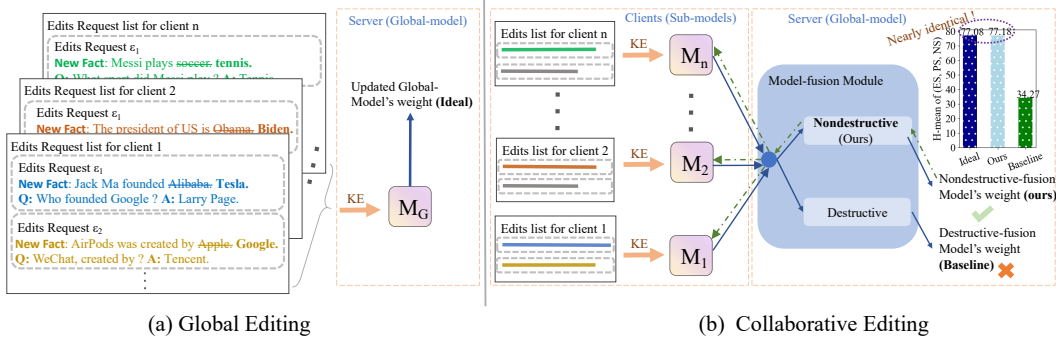 Edits Request list for client n
Edits Request ε1
New Fact: Messi plays soccer. tennis.
Q: What sport did Messi play ? A: Tennis
Edits Request list for client 2
Edits Request ε1
New Fact: The president of US is Obama. Biden.
Edits Request list for client 1
Edits Request ε1
New Fact: Jack Ma founded Alibaba. Tesla.
Q: Who founded Google ? A: Larry Page.
Edits Request ε2
New Fact: AirPods was created by Apple. Google.
Q: WeChat, created by ? A: Tencent.
Server (Global-model)
Updated Global-
Model's weight (Ideal)
KE
MG
(a) Global Editing
Clients (Sub-models)
Edits list for client n
KE
Mn
Edits list for client 2
KE
M2
Edits list for client 1
KE
M1
Server (Global-model)
Model-fusion Module
Nondestructive
(Ours)
Destructive
Nearly identical !
H-mean of (ES, PS, NS)
80
70
60
50
40
30
20
10
0
77.08
77.18
34.27
Ideal
Ours
Baseline
Nondestructive-fusion
Model's weight (ours)
Destructive-fusion
Model's weight
(Baseline)
(b) Collaborative Editing